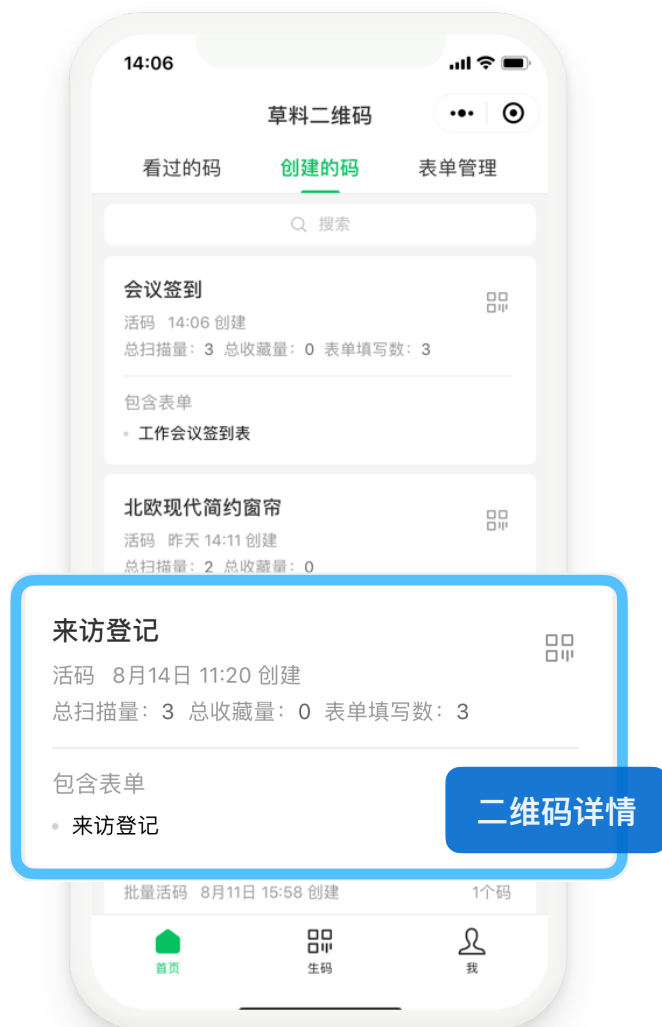 14:06
草料二维码
看过的码 创建的码 表单管理
搜索
会议签到
活码 14:06 创建
总扫描量: 3 总收藏量: 0 表单填写数: 3
包含表单
工作会议签到表
北欧现代简约窗帘
活码 昨天 14:11 创建
总扫描量: 2 总收藏量: 0
来访登记
活码 8月14日 11:20 创建
总扫描量: 3 总收藏量: 0 表单填写数: 3
包含表单
来访登记
二维码详情
批量活码 8月11日 15:58 创建 1个码
首页 生码 我